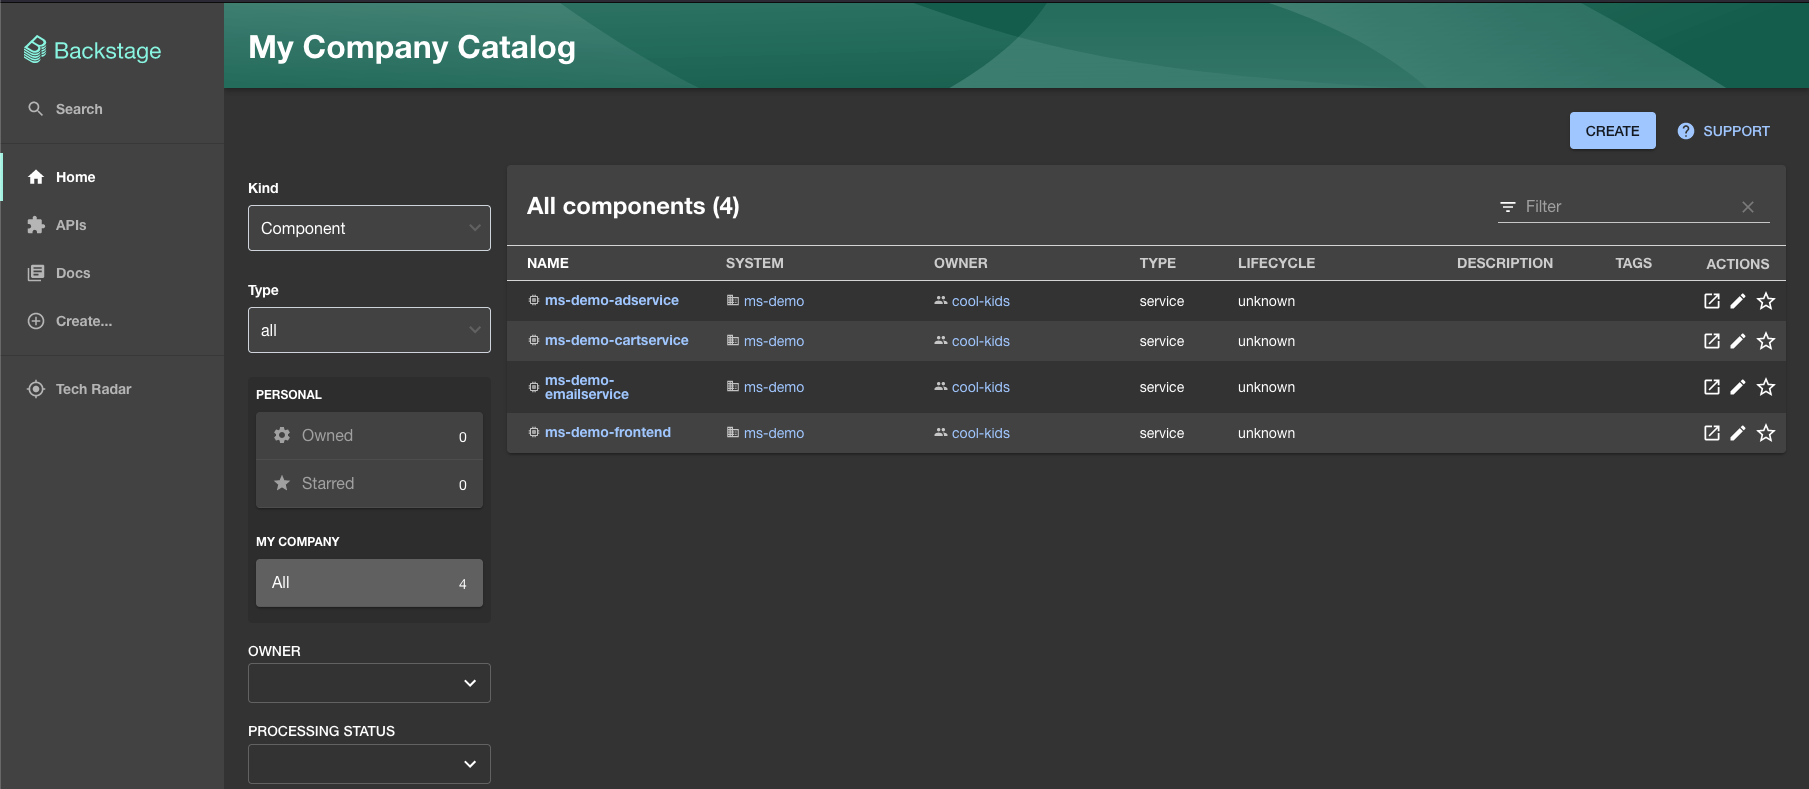 Backstage
Search
Home
APIs
Docs
Create...
Tech Radar
My Company Catalog
CREATE
SUPPORT
Kind
Component
Type
all
PERSONAL
Owned 0
Starred 0
MY COMPANY
All 4
OWNER
PROCESSING STATUS
All components (4)
Filter
NAME SYSTEM OWNER TYPE LIFECYCLE DESCRIPTION TAGS ACTIONS
ms-demo-adservice ms-demo cool-kids service unknown
ms-demo-cartservice ms-demo cool-kids service unknown
ms-demo-
emailservice ms-demo cool-kids service unknown
ms-demo-frontend ms-demo cool-kids service unknown